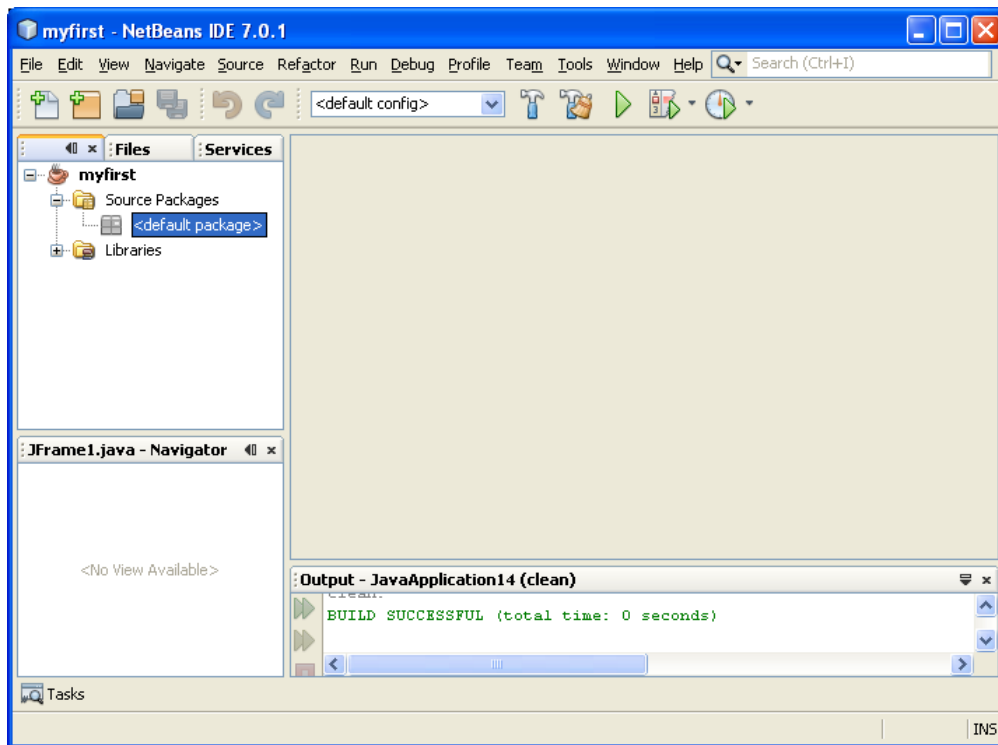 myfirst - NetBeans IDE 7.0.1
File Edit View Navigate Source Refactor Run Debug Profile Team Tools Window Help Search (Ctrl+I)
<default config>
Files Services
myfirst
Source Packages
<default package>
Libraries
JFrame1.java - Navigator
<No View Available>
Output - JavaApplication14 (clean)
clean:
BUILD SUCCESSFUL (total time: 0 seconds)
Tasks
INS